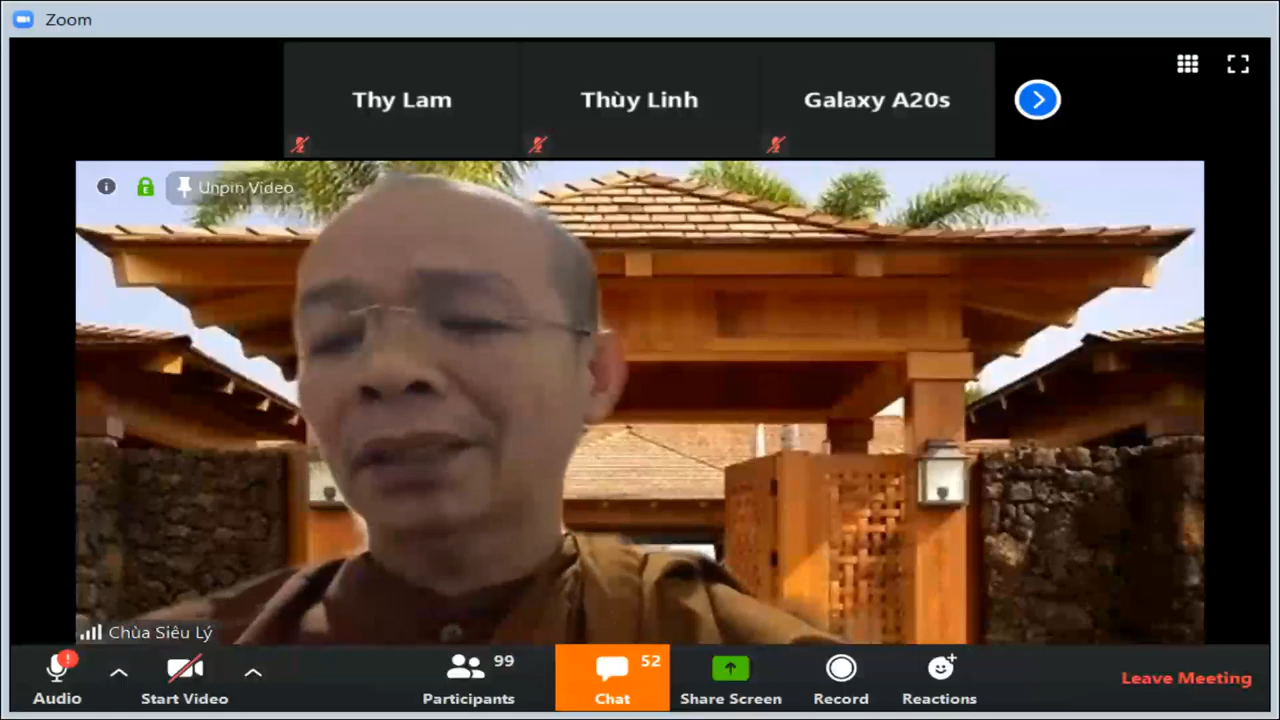 Zoom
Thy Lam
Thùy Linh
Galaxy A20s
Unpin Video
Chùa Siêu Lý
99
52
Audio
Start Video
Participants
Chat
Share Screen
Record
Reactions
Leave Meeting